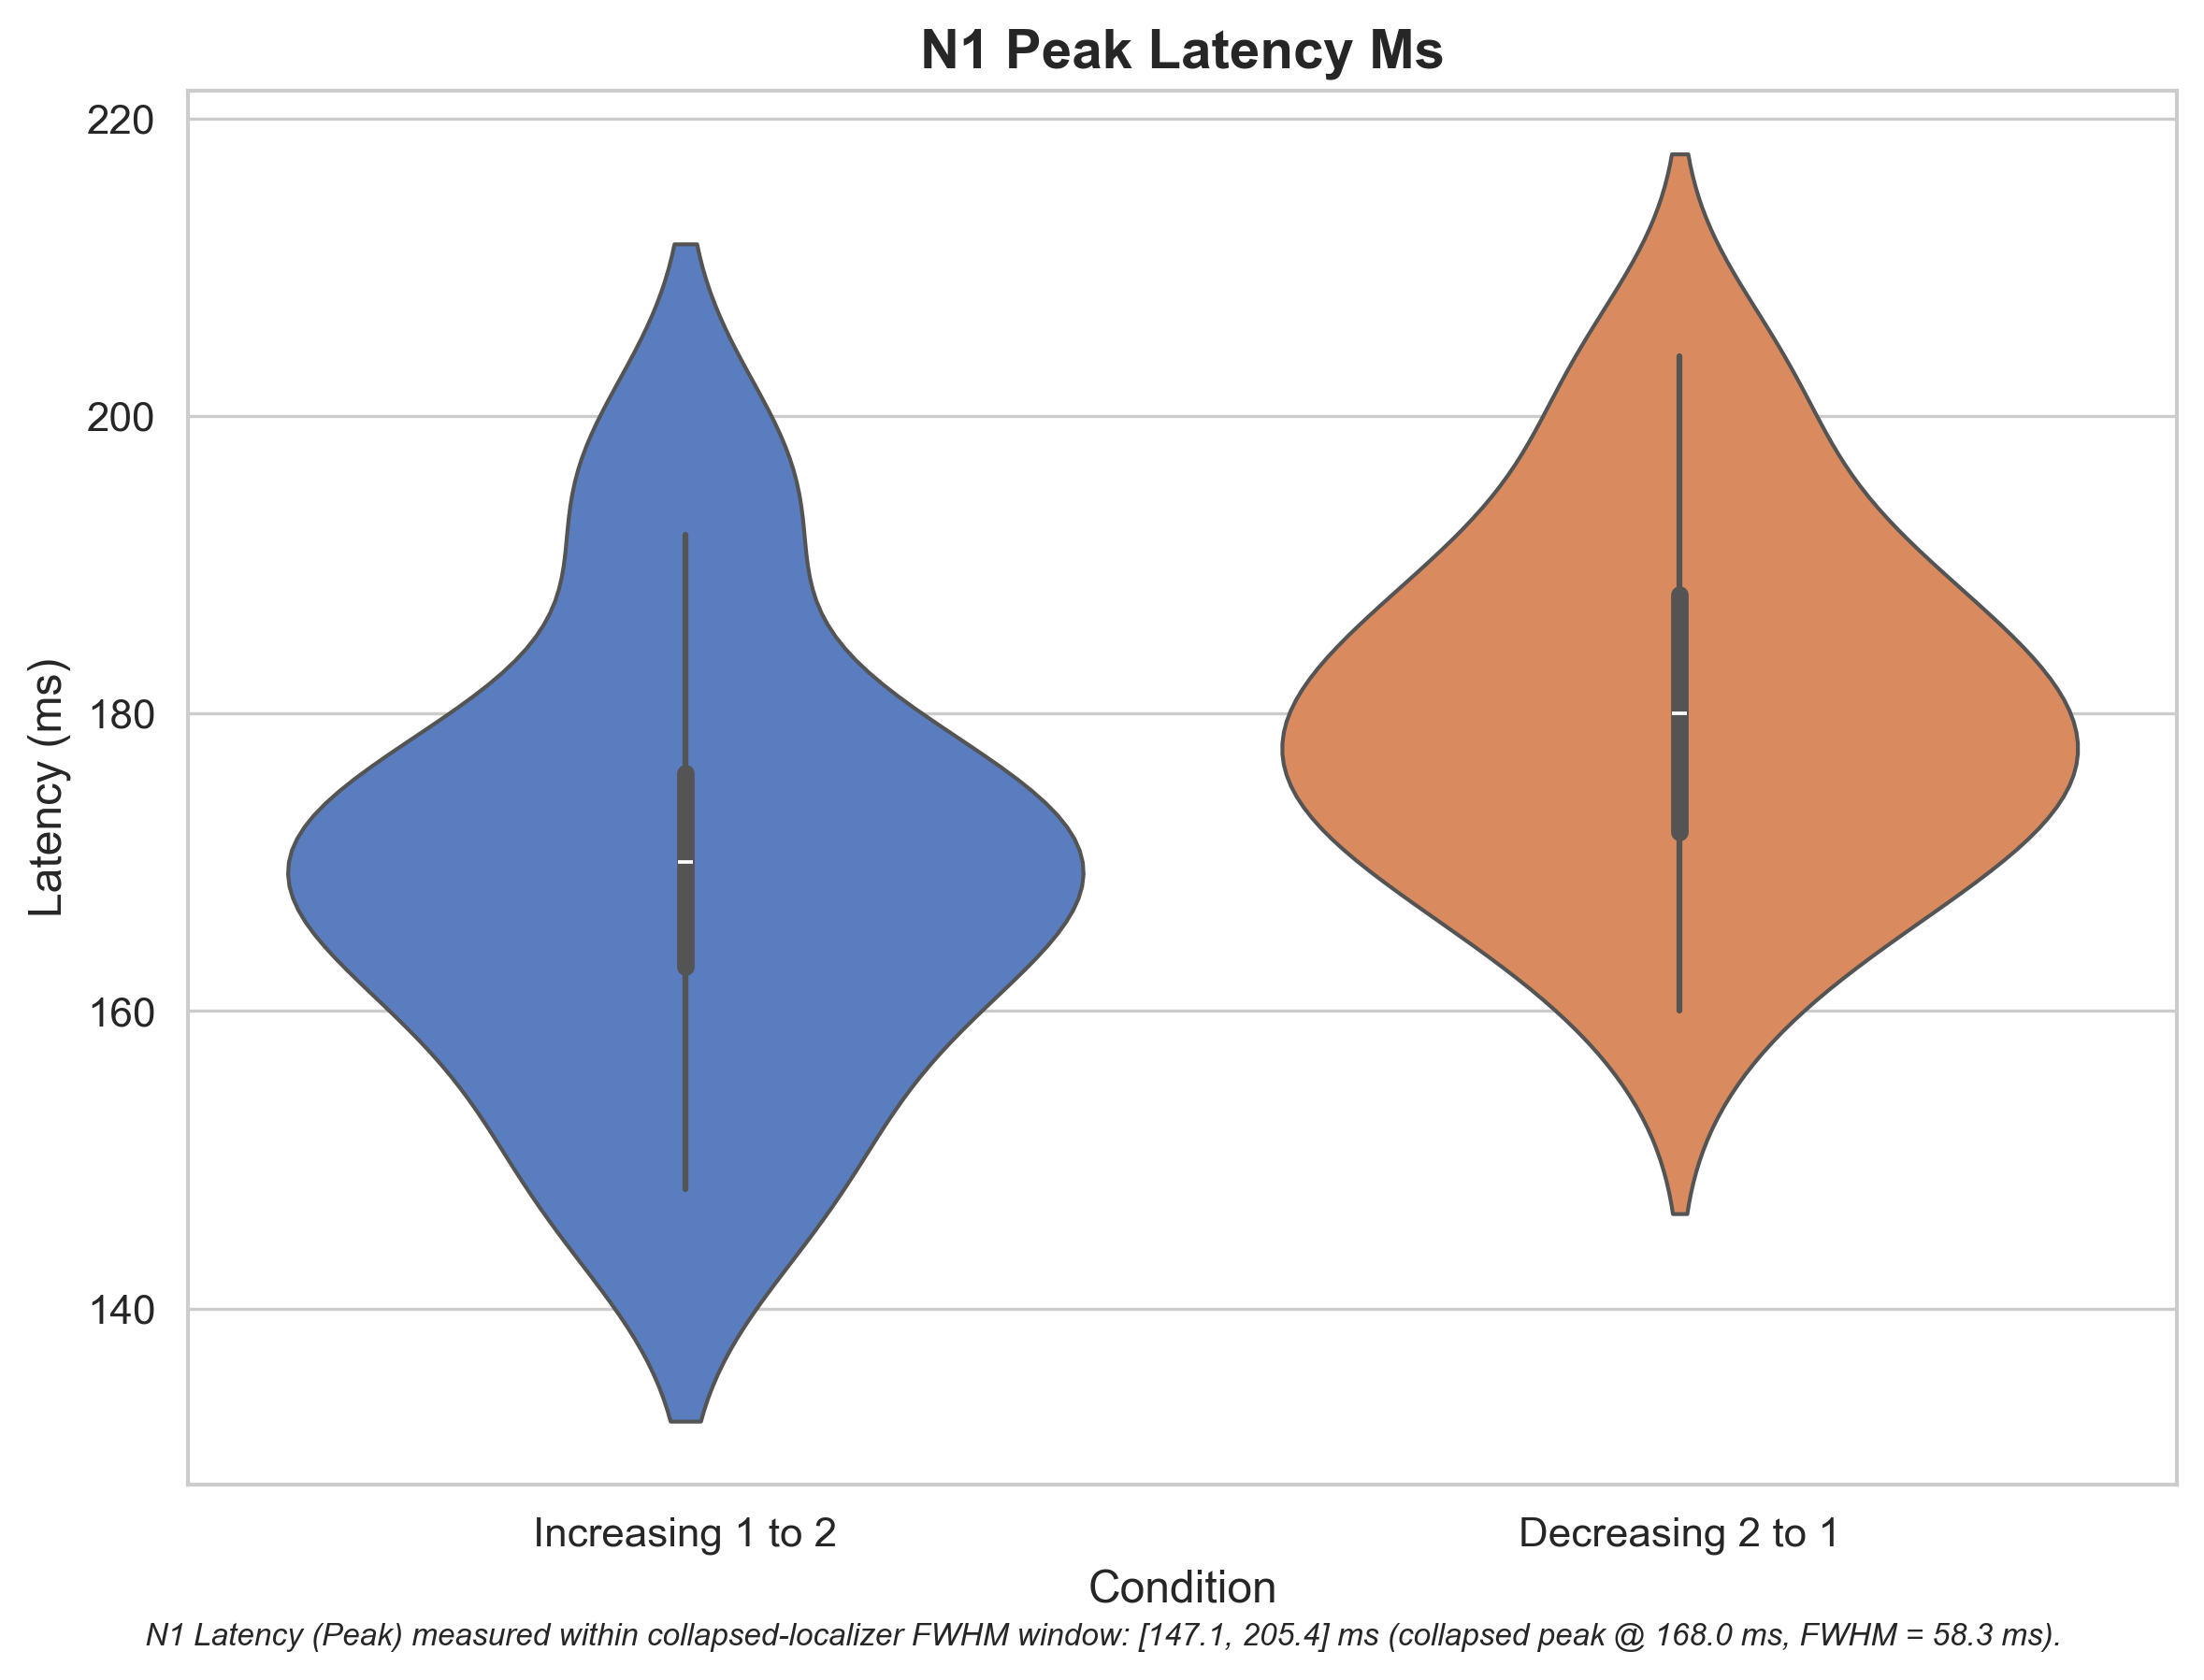 N1 Peak Latency Ms
220
200
180
160
140
Latency (ms)
Increasing 1 to 2
Decreasing 2 to 1
Condition
N1 Latency (Peak) measured within collapsed-localizer FWHM window: [147.1, 205.4] ms (collapsed peak @ 168.0 ms, FWHM = 58.3 ms).